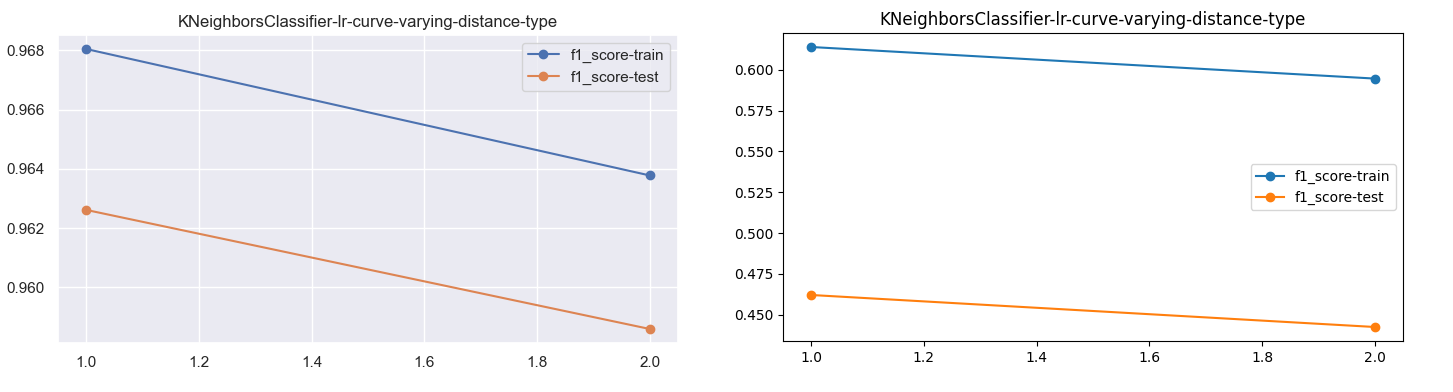 KNeighborsClassifier-lr-curve-varying-distance-type
0.968
0.966
0.964
0.962
0.960
f1_score-train
f1_score-test
1.0 1.2 1.4 1.6 1.8 2.0
KNeighborsClassifier-lr-curve-varying-distance-type
0.600
0.575
0.550
0.525
0.500
0.475
0.450
f1_score-train
f1_score-test
1.0 1.2 1.4 1.6 1.8 2.0